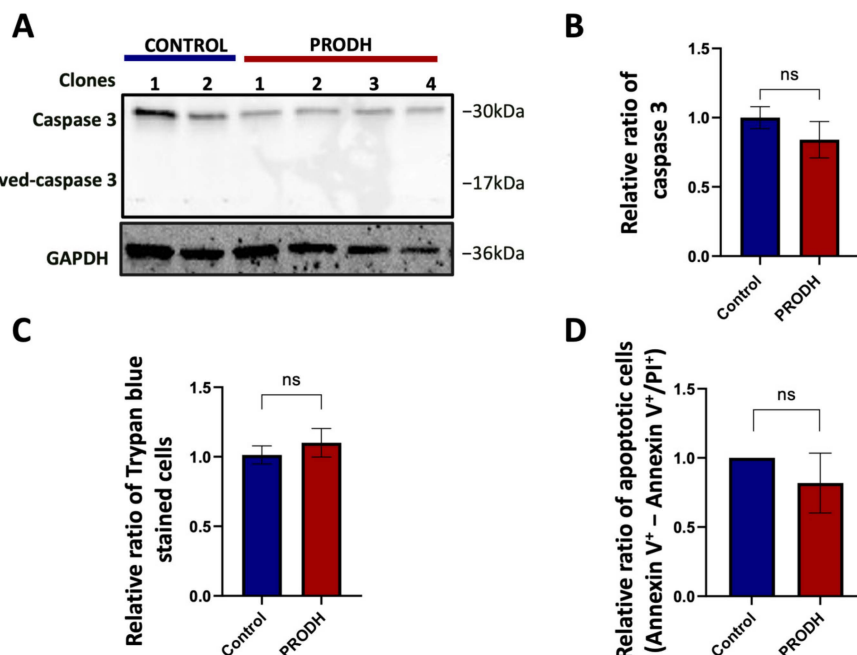 A
CONTROL PRODH
Clones 1 2 1 2 3 4
Caspase 3 –30kDa
ved-caspase 3 –17kDa
GAPDH –36kDa
B
Relative ratio of
caspase 3
1.5
1.0
0.5
0.0
ns
Control PRODH
C
Relative ratio of Trypan blue
stained cells
1.5
1.0
0.5
0.0
ns
Control PRODH
D
Relative ratio of apoptotic cells
(Annexin V⁺ – Annexin V⁺/PI⁺)
1.5
1.0
0.5
0.0
ns
Control PRODH